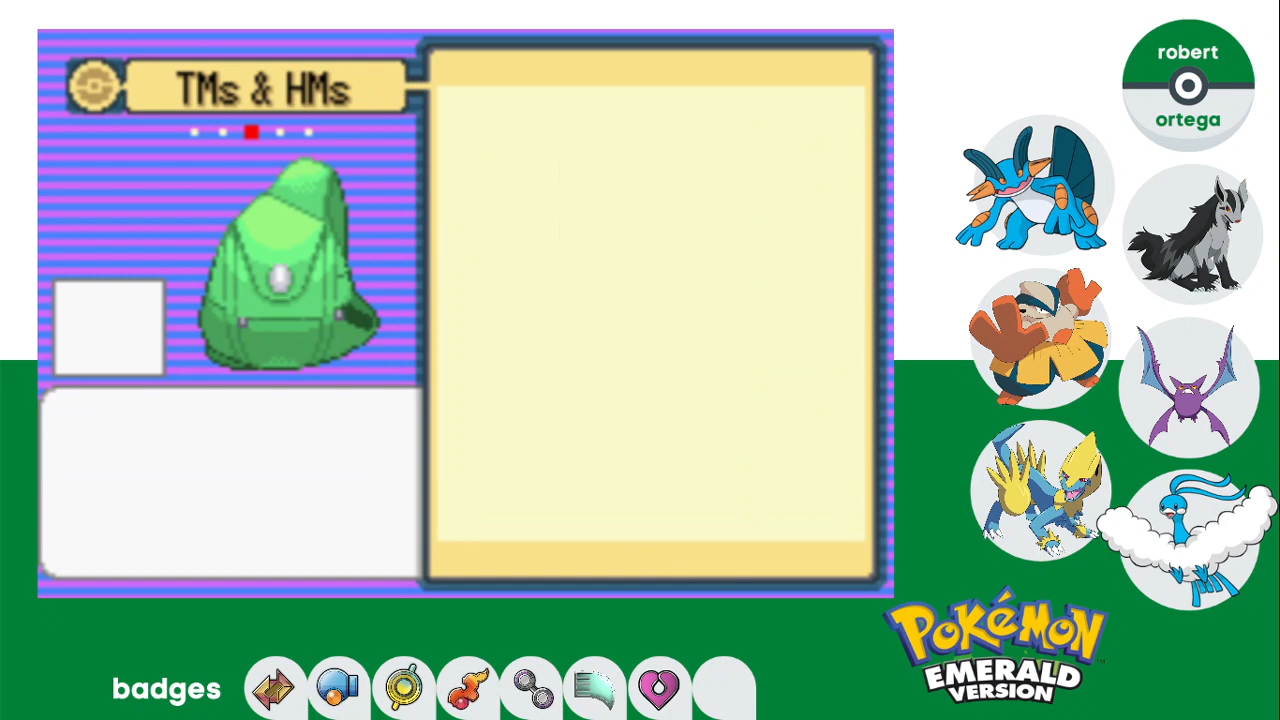 TMs & HMs
robert
ortega
POKéMON
EMERALD
VERSION
badges